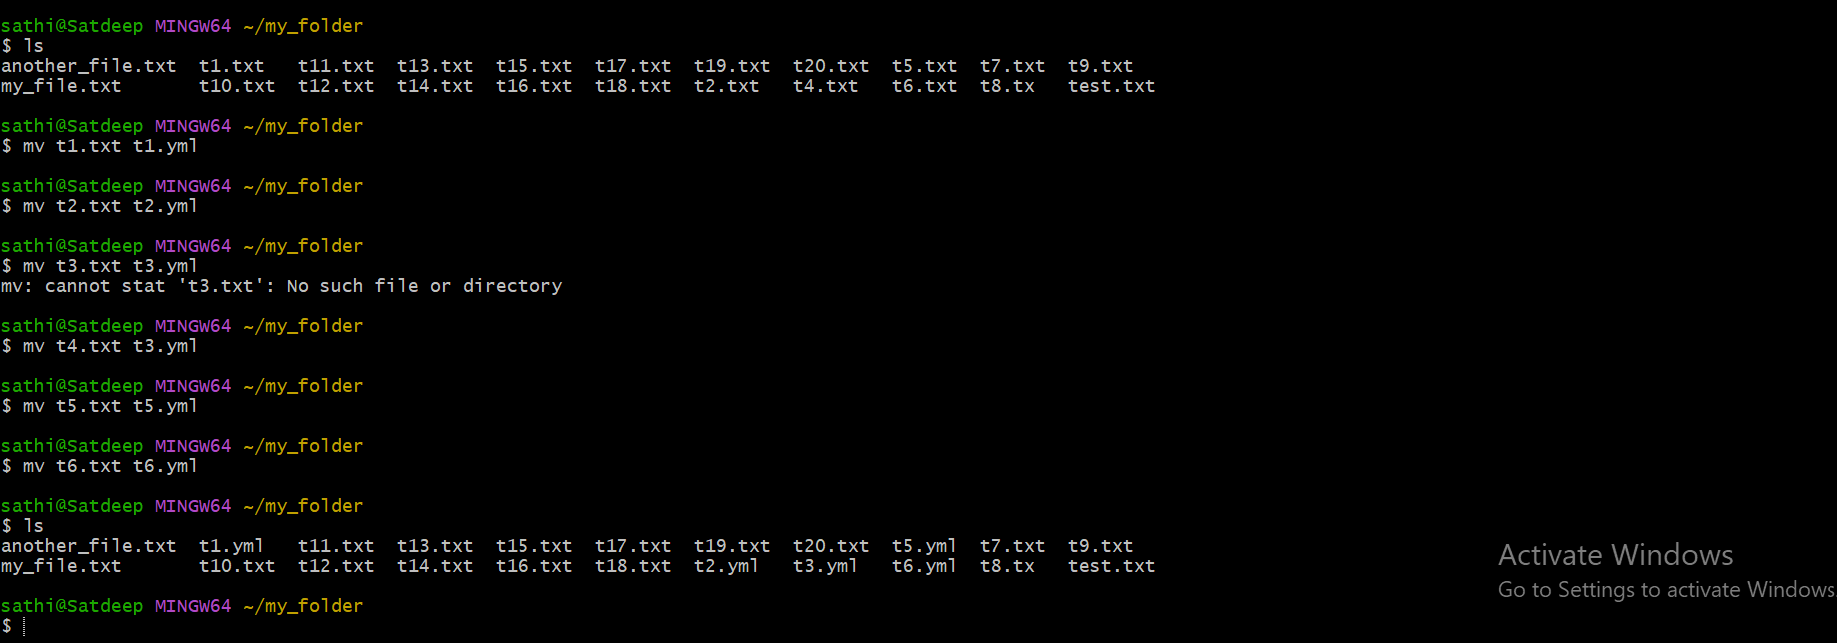 sathi@Satdeep MINGW64 ~/my_folder
$ ls
another_file.txt  t1.txt   t11.txt  t13.txt  t15.txt  t17.txt  t19.txt  t20.txt  t5.txt  t7.txt  t9.txt
my_file.txt       t10.txt  t12.txt  t14.txt  t16.txt  t18.txt  t2.txt   t4.txt   t6.txt  t8.tx   test.txt
sathi@Satdeep MINGW64 ~/my_folder
$ mv t1.txt t1.yml
sathi@Satdeep MINGW64 ~/my_folder
$ mv t2.txt t2.yml
sathi@Satdeep MINGW64 ~/my_folder
$ mv t3.txt t3.yml
mv: cannot stat 't3.txt': No such file or directory
sathi@Satdeep MINGW64 ~/my_folder
$ mv t4.txt t3.yml
sathi@Satdeep MINGW64 ~/my_folder
$ mv t5.txt t5.yml
sathi@Satdeep MINGW64 ~/my_folder
$ mv t6.txt t6.yml
sathi@Satdeep MINGW64 ~/my_folder
$ ls
another_file.txt  t1.yml   t11.txt  t13.txt  t15.txt  t17.txt  t19.txt  t20.txt  t5.yml  t7.txt  t9.txt
my_file.txt       t10.txt  t12.txt  t14.txt  t16.txt  t18.txt  t2.yml   t3.yml   t6.yml  t8.tx   test.txt
sathi@Satdeep MINGW64 ~/my_folder
$
Activate Windows
Go to Settings to activate Windows.